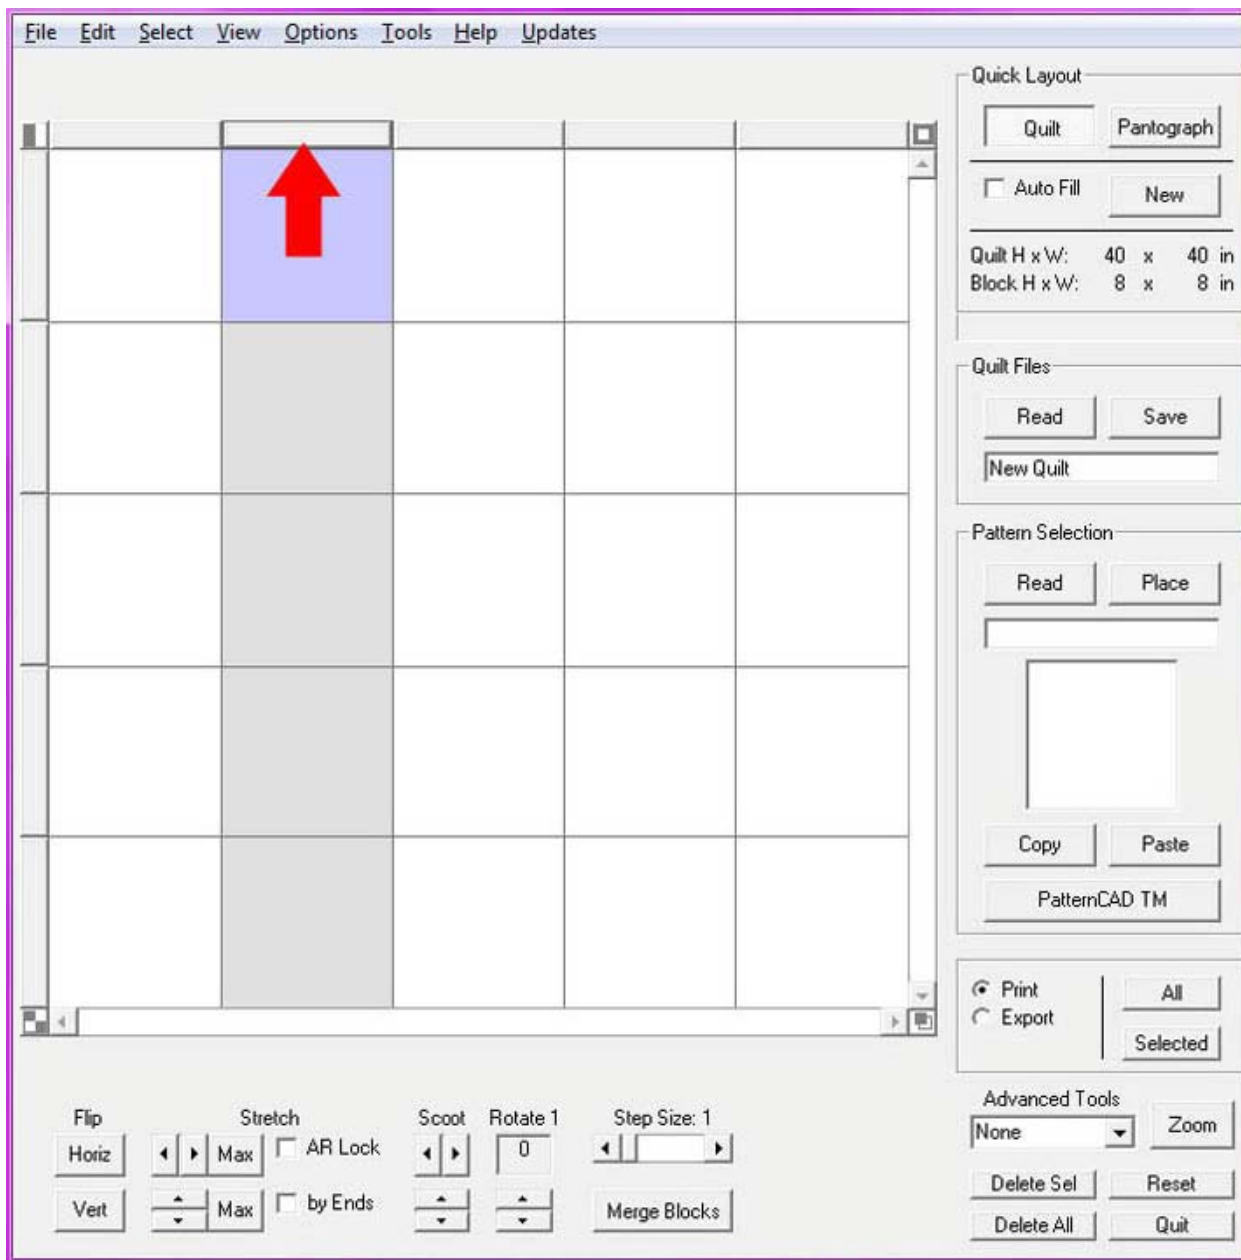 File Edit Select View Options Tools Help Updates
Quick Layout
Quilt Pantograph
Auto Fill New
Quilt H x W: 40 x 40 in
Block H x W: 8 x 8 in
Quilt Files
Read Save
New Quilt
Pattern Selection
Read Place
Copy Paste
PatternCAD TM
Print All
Export
Selected
Flip Stretch Scoot Rotate 1 Step Size: 1
Horiz Max AR Lock 0
Vert Max by Ends Merge Blocks
Advanced Tools
None Zoom
Delete Sel Reset
Delete All Quit